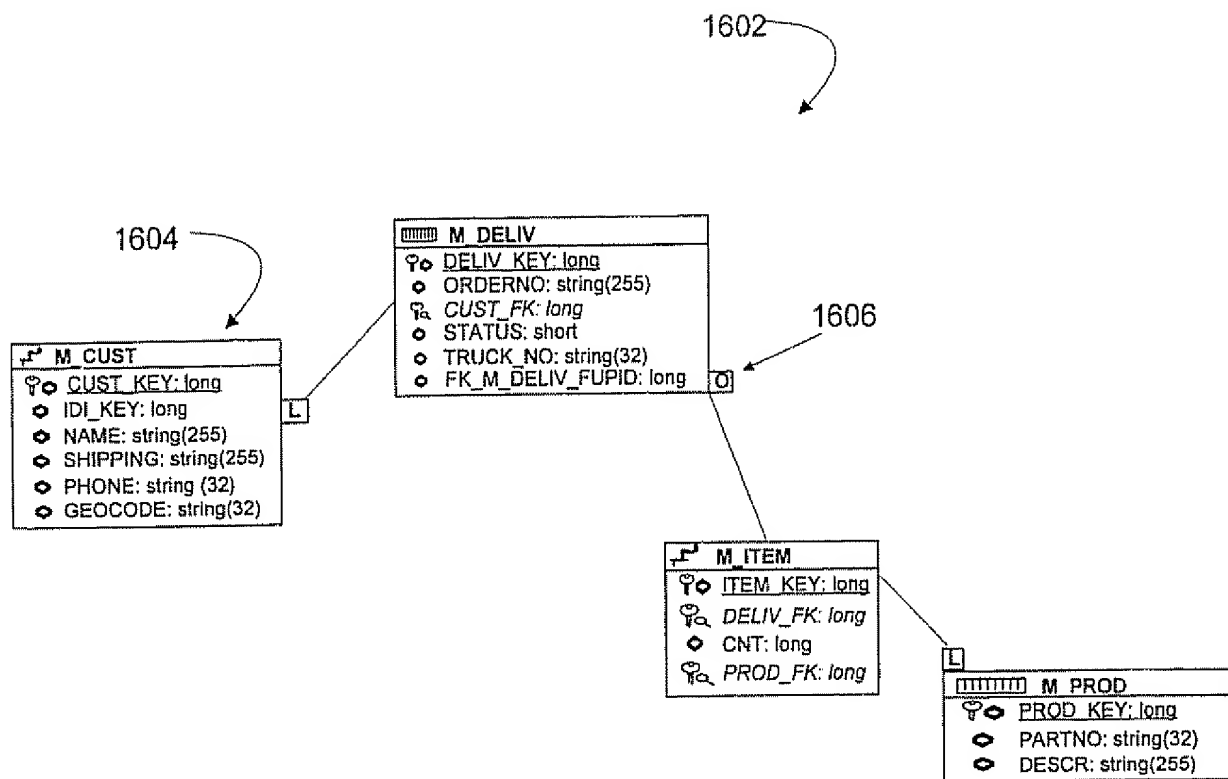 1602
1604
M_DELIV
DELIV_KEY: long
ORDERNO: string(255)
CUST_FK: long
STATUS: short
TRUCK_NO: string(32)
FK_M_DELIV_FUPID: long
O
1606
M_CUST
CUST_KEY: long
IDI_KEY: long
NAME: string(255)
SHIPPING: string(255)
PHONE: string (32)
GEOCODE: string(32)
L
M_ITEM
ITEM_KEY: long
DELIV_FK: long
CNT: long
PROD_FK: long
L
M_PROD
PROD_KEY: long
PARTNO: string(32)
DESCR: string(255)